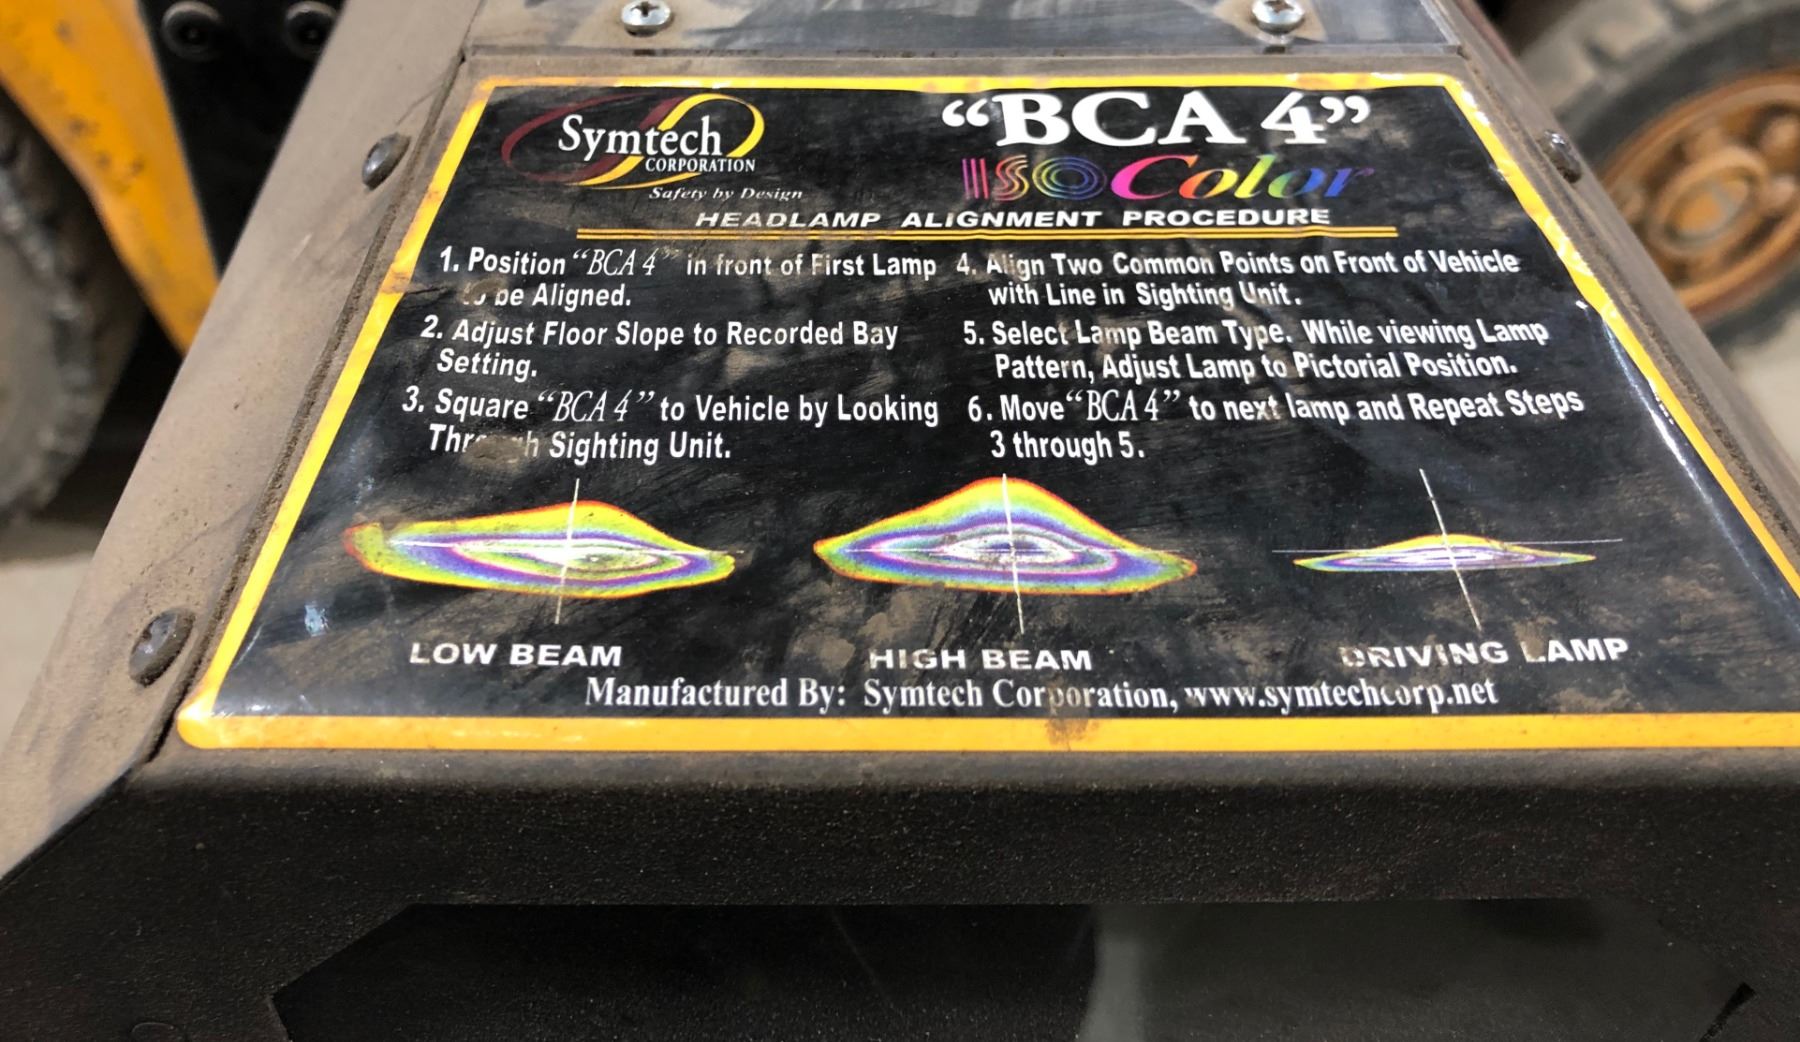 Symtech
CORPORATION
Safety by Design
“BCA 4”
ISO Color
HEADLAMP ALIGNMENT PROCEDURE
1. Position “BCA 4” in front of First Lamp
be Aligned.
2. Adjust Floor Slope to Recorded Bay
Setting.
3. Square “BCA 4” to Vehicle by Looking
Through Sighting Unit.
4. Align Two Common Points on Front of Vehicle
with Line in Sighting Unit.
5. Select Lamp Beam Type. While viewing Lamp
Pattern, Adjust Lamp to Pictorial Position.
6. Move “BCA 4” to next lamp and Repeat Steps
3 through 5.
LOW BEAM
HIGH BEAM
DRIVING LAMP
Manufactured By: Symtech Corporation, www.symtechcorp.net